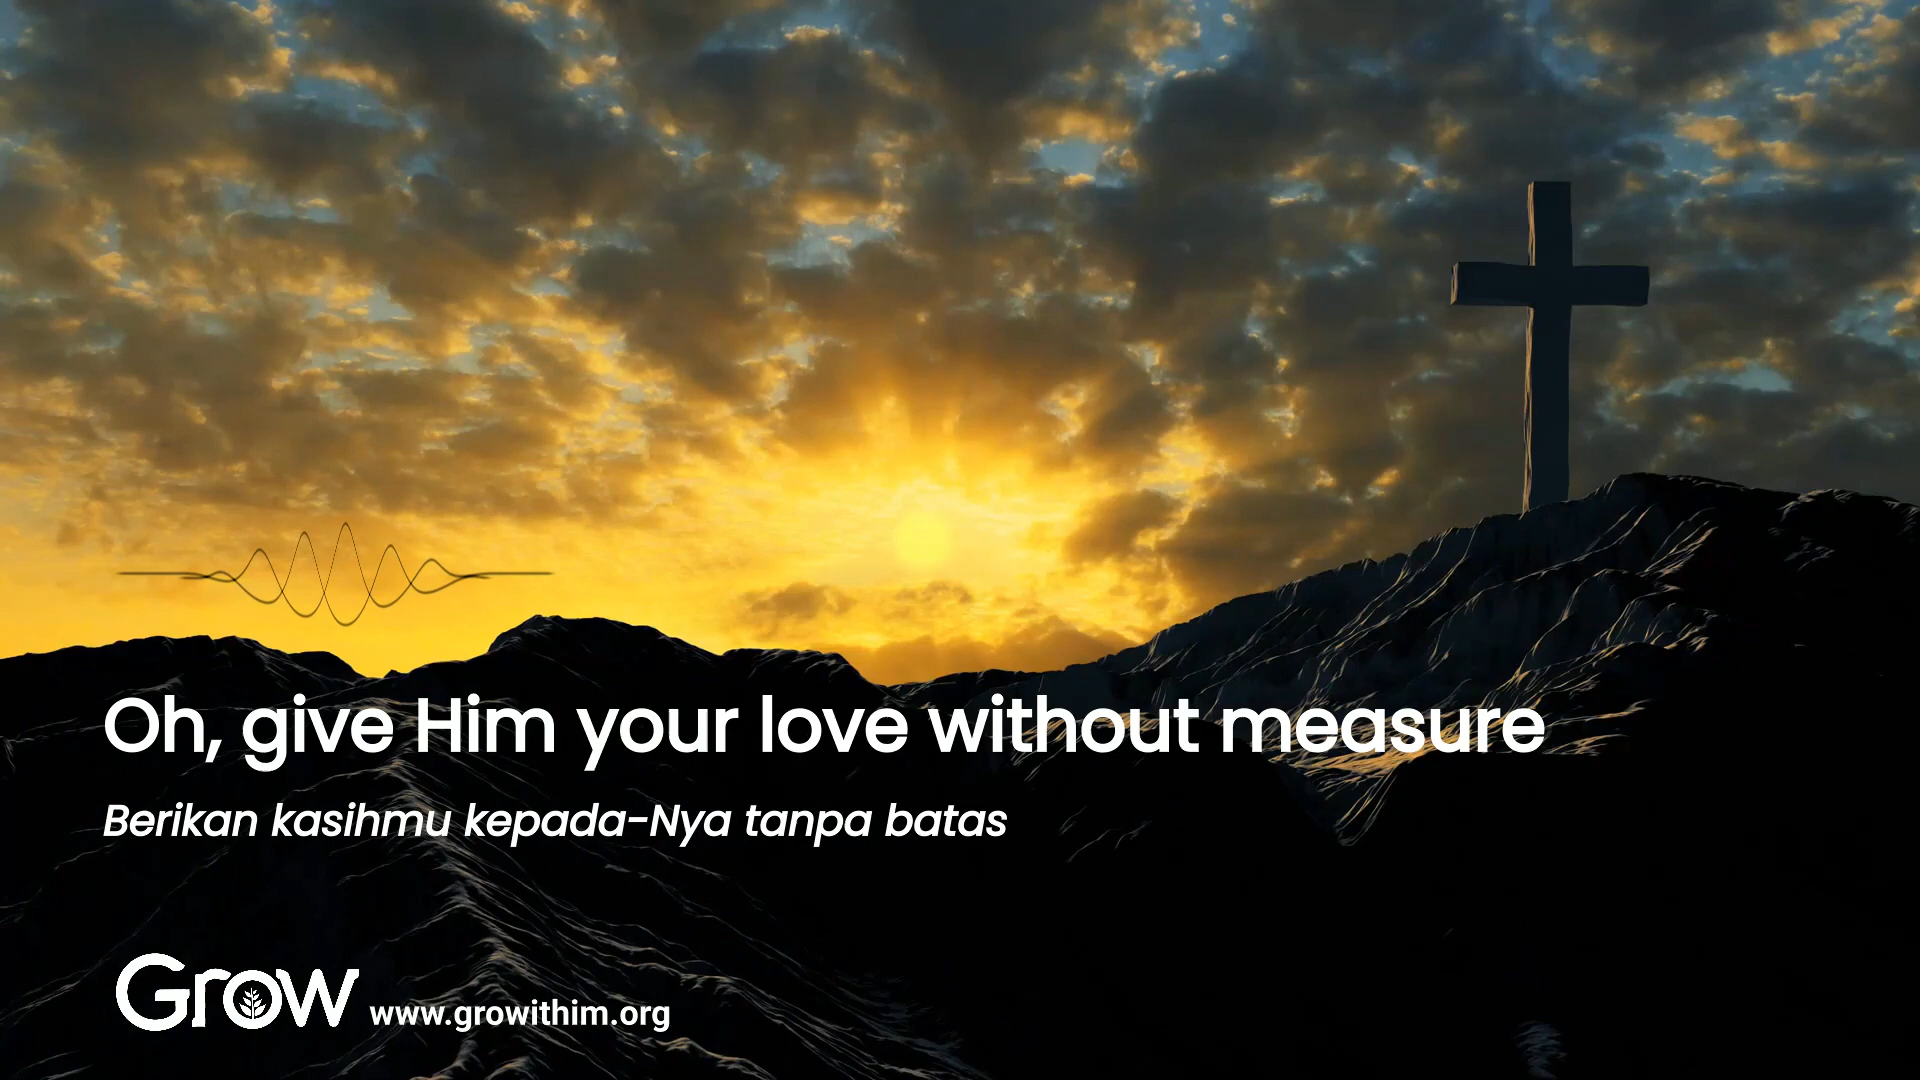 Oh, give Him your love without measure
Berikan kasihmu kepada-Nya tanpa batas
Grow www.growithim.org